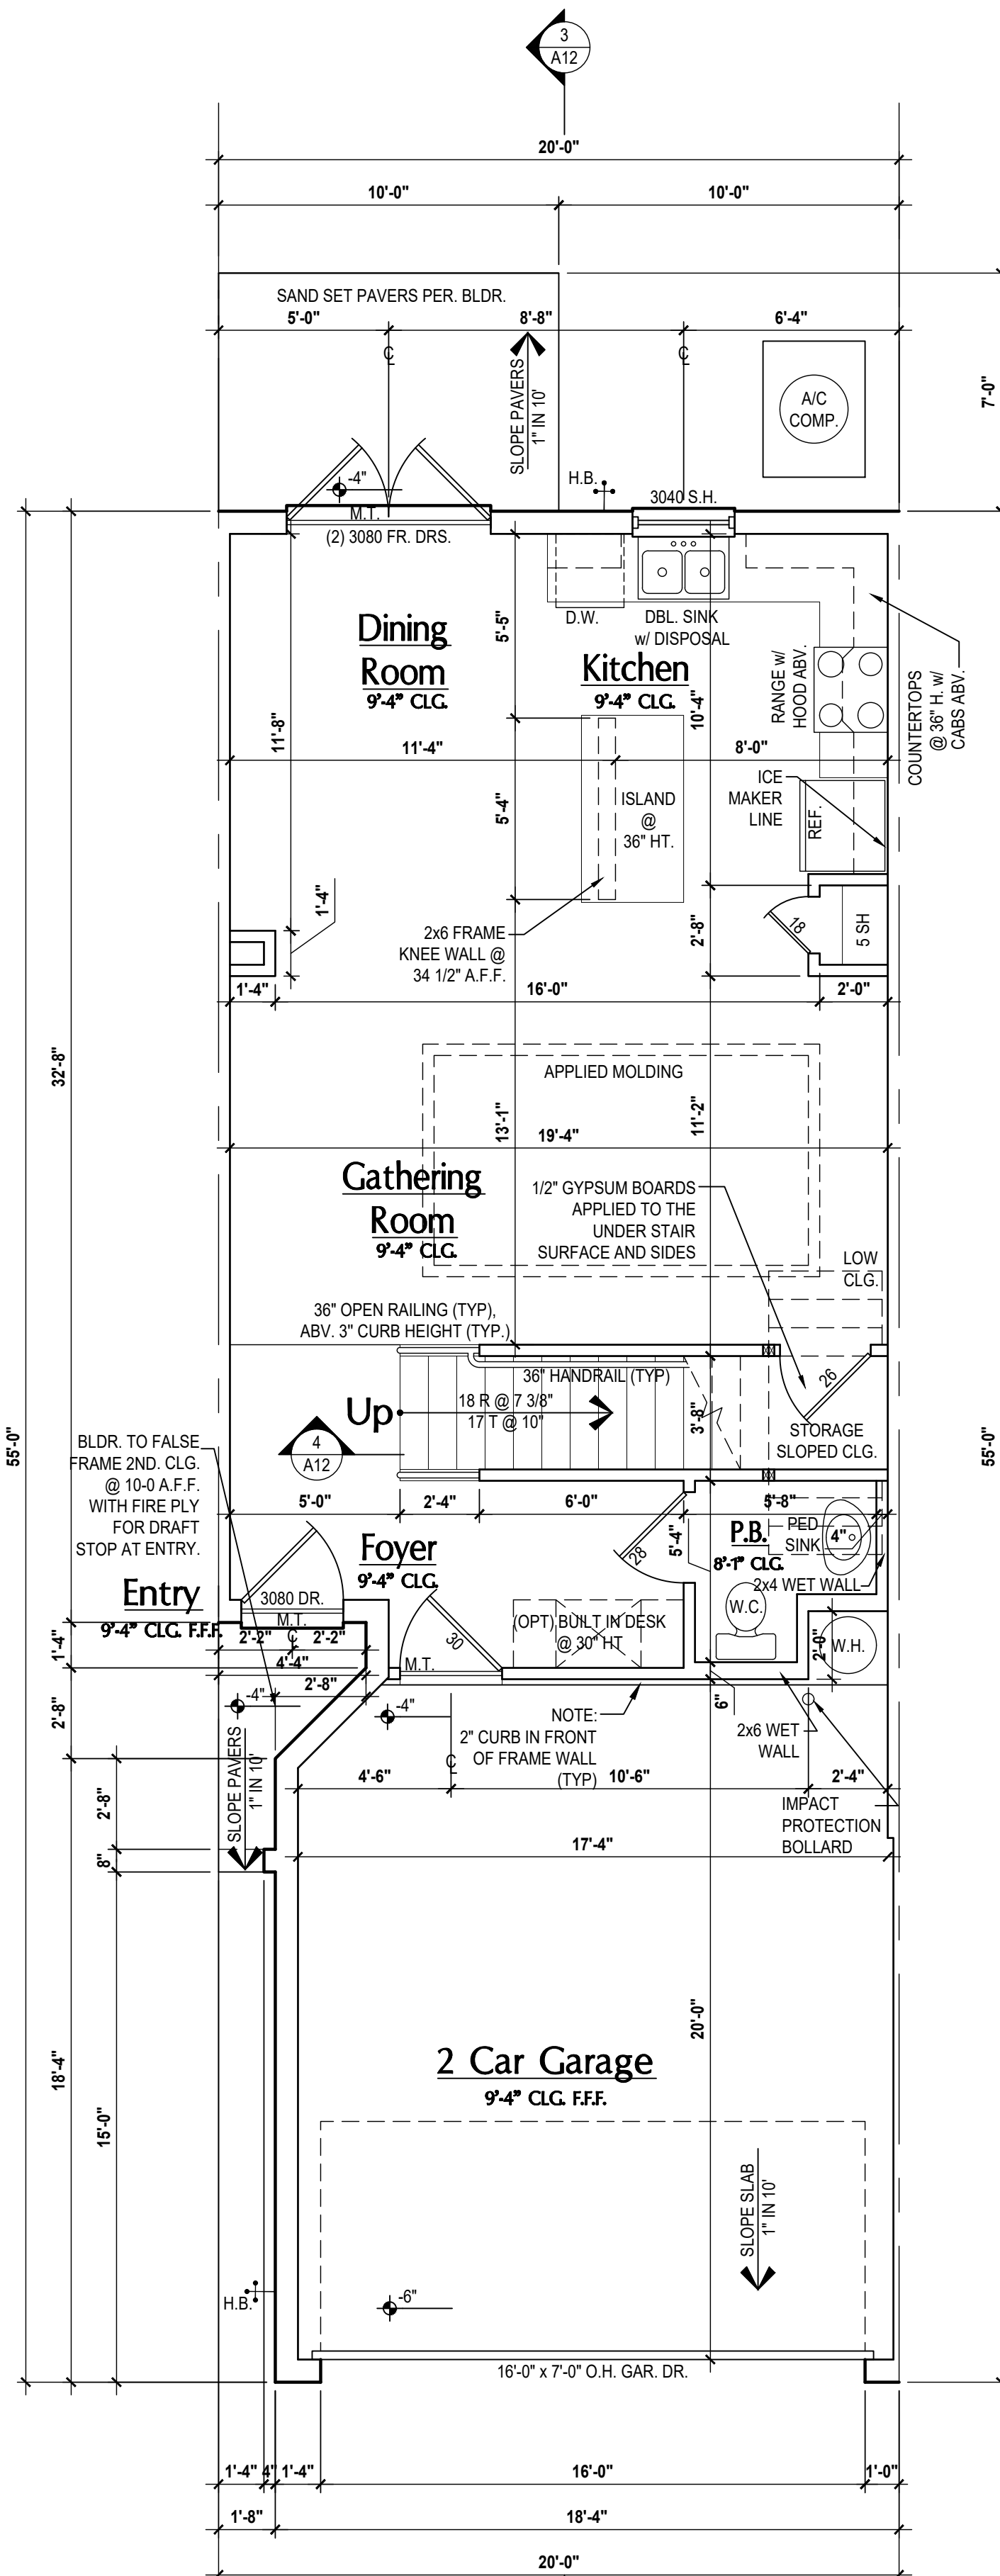 3
A12
20'-0"
10'-0"
10'-0"
SAND SET PAVERS PER. BLDR.
5'-0"
8'-8"
6'-4"
7'-0"
SLOPE PAVERS
1" IN 10'
A/C
COMP.
-4"
H.B.
3040 S.H.
M.T.
(2) 3080 FR. DRS.
D.W.
DBL. SINK
w/ DISPOSAL
5'-5"
Dining
Room
9'-4" CLG.
Kitchen
9'-4" CLG.
10'-4"
RANGE w/
HOOD ABV.
COUNTERTOPS
@ 36" H. w/
CABS ABV.
11'-8"
11'-4"
8'-0"
5'-4"
ISLAND
@
36" HT.
ICE
MAKER
LINE
REF.
1'-4"
2x6 FRAME
KNEE WALL @
34 1/2" A.F.F.
2'-8"
18
5 SH
1'-4"
16'-0"
2'-0"
32'-8"
APPLIED MOLDING
13'-1"
11'-2"
19'-4"
Gathering
Room
9'-4" CLG.
1/2" GYPSUM BOARDS
APPLIED TO THE
UNDER STAIR
SURFACE AND SIDES
LOW
CLG.
36" OPEN RAILING (TYP),
ABV. 3" CURB HEIGHT (TYP.)
36" HANDRAIL (TYP)
26
Up
18 R @ 7 3/8"
17 T @ 10"
3'-8"
STORAGE
SLOPED CLG.
4
A12
55'-0"
55'-0"
BLDR. TO FALSE
FRAME 2ND. CLG.
@ 10-0 A.F.F.
WITH FIRE PLY
FOR DRAFT
STOP AT ENTRY.
5'-0"
2'-4"
6'-0"
5'-8"
Foyer
9'-4" CLG.
28
5'-4"
P.B.
8'-1" CLG.
PED
SINK
4"
2x4 WET WALL
Entry
9'-4" CLG. F.F.F.
3080 DR.
M.T.
2'-2"
2'-2"
4'-4"
2'-8"
1'-4"
2'-8"
30
M.T.
(OPT) BUILT IN DESK
@ 30" HT
W.C.
2'-0"
W.H.
-4"
-4"
NOTE:
2" CURB IN FRONT
OF FRAME WALL
(TYP)
6"
2x6 WET
WALL
SLOPE PAVERS
1" IN 10'
4'-6"
10'-6"
2'-4"
IMPACT
PROTECTION
BOLLARD
2'-8"
8"
17'-4"
18'-4"
15'-0"
20'-0"
2 Car Garage
9'-4" CLG. F.F.F.
SLOPE SLAB
1" IN 10'
H.B.
-6"
16'-0" x 7'-0" O.H. GAR. DR.
1'-4"
4"
1'-4"
16'-0"
1'-0"
1'-8"
18'-4"
20'-0"